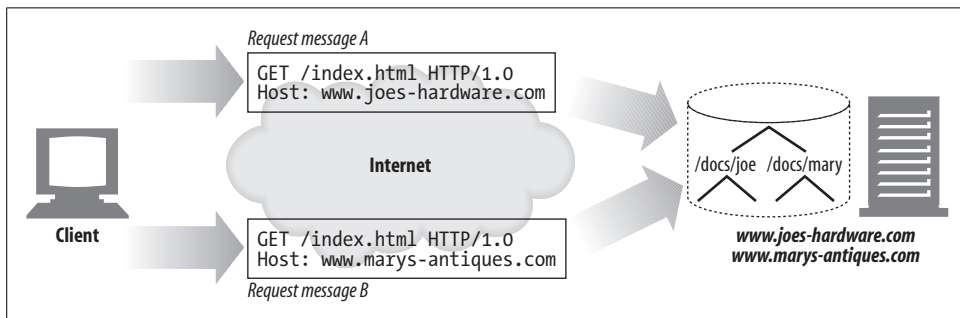 Request message A
GET /index.html HTTP/1.0
Host: www.joes-hardware.com
Internet
/docs/joe /docs/mary
Client
GET /index.html HTTP/1.0
Host: www.marys-antiques.com
Request message B
www.joes-hardware.com
www.marys-antiques.com